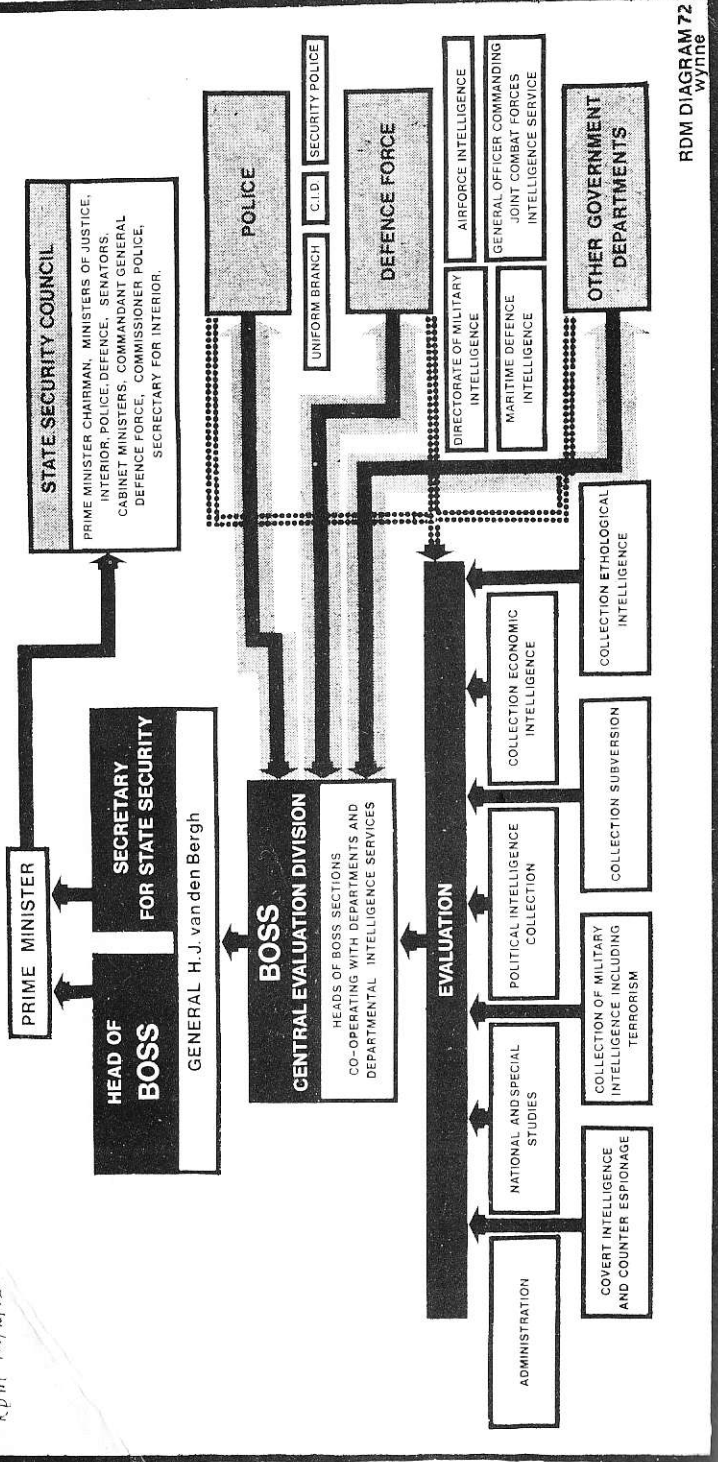 PRIME MINISTER
HEAD OF
BOSS
SECRETARY
FOR STATE SECURITY
GENERAL H.J. van den Bergh
STATE SECURITY COUNCIL
PRIME MINISTER CHAIRMAN, MINISTERS OF JUSTICE,
INTERIOR, POLICE, DEFENCE, SENATORS,
CABINET MINISTERS, COMMANDANT GENERAL
DEFENCE FORCE, COMMISSIONER POLICE,
SECRETARY FOR INTERIOR.
BOSS
CENTRAL EVALUATION DIVISION
HEADS OF BOSS SECTIONS
CO-OPERATING WITH DEPARTMENTS AND
DEPARTMENTAL INTELLIGENCE SERVICES
POLICE
UNIFORM BRANCH
C.I.D.
SECURITY POLICE
DEFENCE FORCE
DIRECTORATE OF MILITARY
INTELLIGENCE
AIRFORCE INTELLIGENCE
MARITIME DEFENCE
INTELLIGENCE
GENERAL OFFICER COMMANDING
JOINT COMBAT FORCES
INTELLIGENCE SERVICE
OTHER GOVERNMENT
DEPARTMENTS
EVALUATION
ADMINISTRATION
COVERT INTELLIGENCE
AND COUNTER ESPIONAGE
NATIONAL AND SPECIAL
STUDIES
COLLECTION OF MILITARY
INTELLIGENCE INCLUDING
TERRORISM
POLITICAL INTELLIGENCE
COLLECTION
COLLECTION SUBVERSION
COLLECTION ECONOMIC
INTELLIGENCE
COLLECTION ETHOLOGICAL
INTELLIGENCE
RDM DIAGRAM 72
wynne